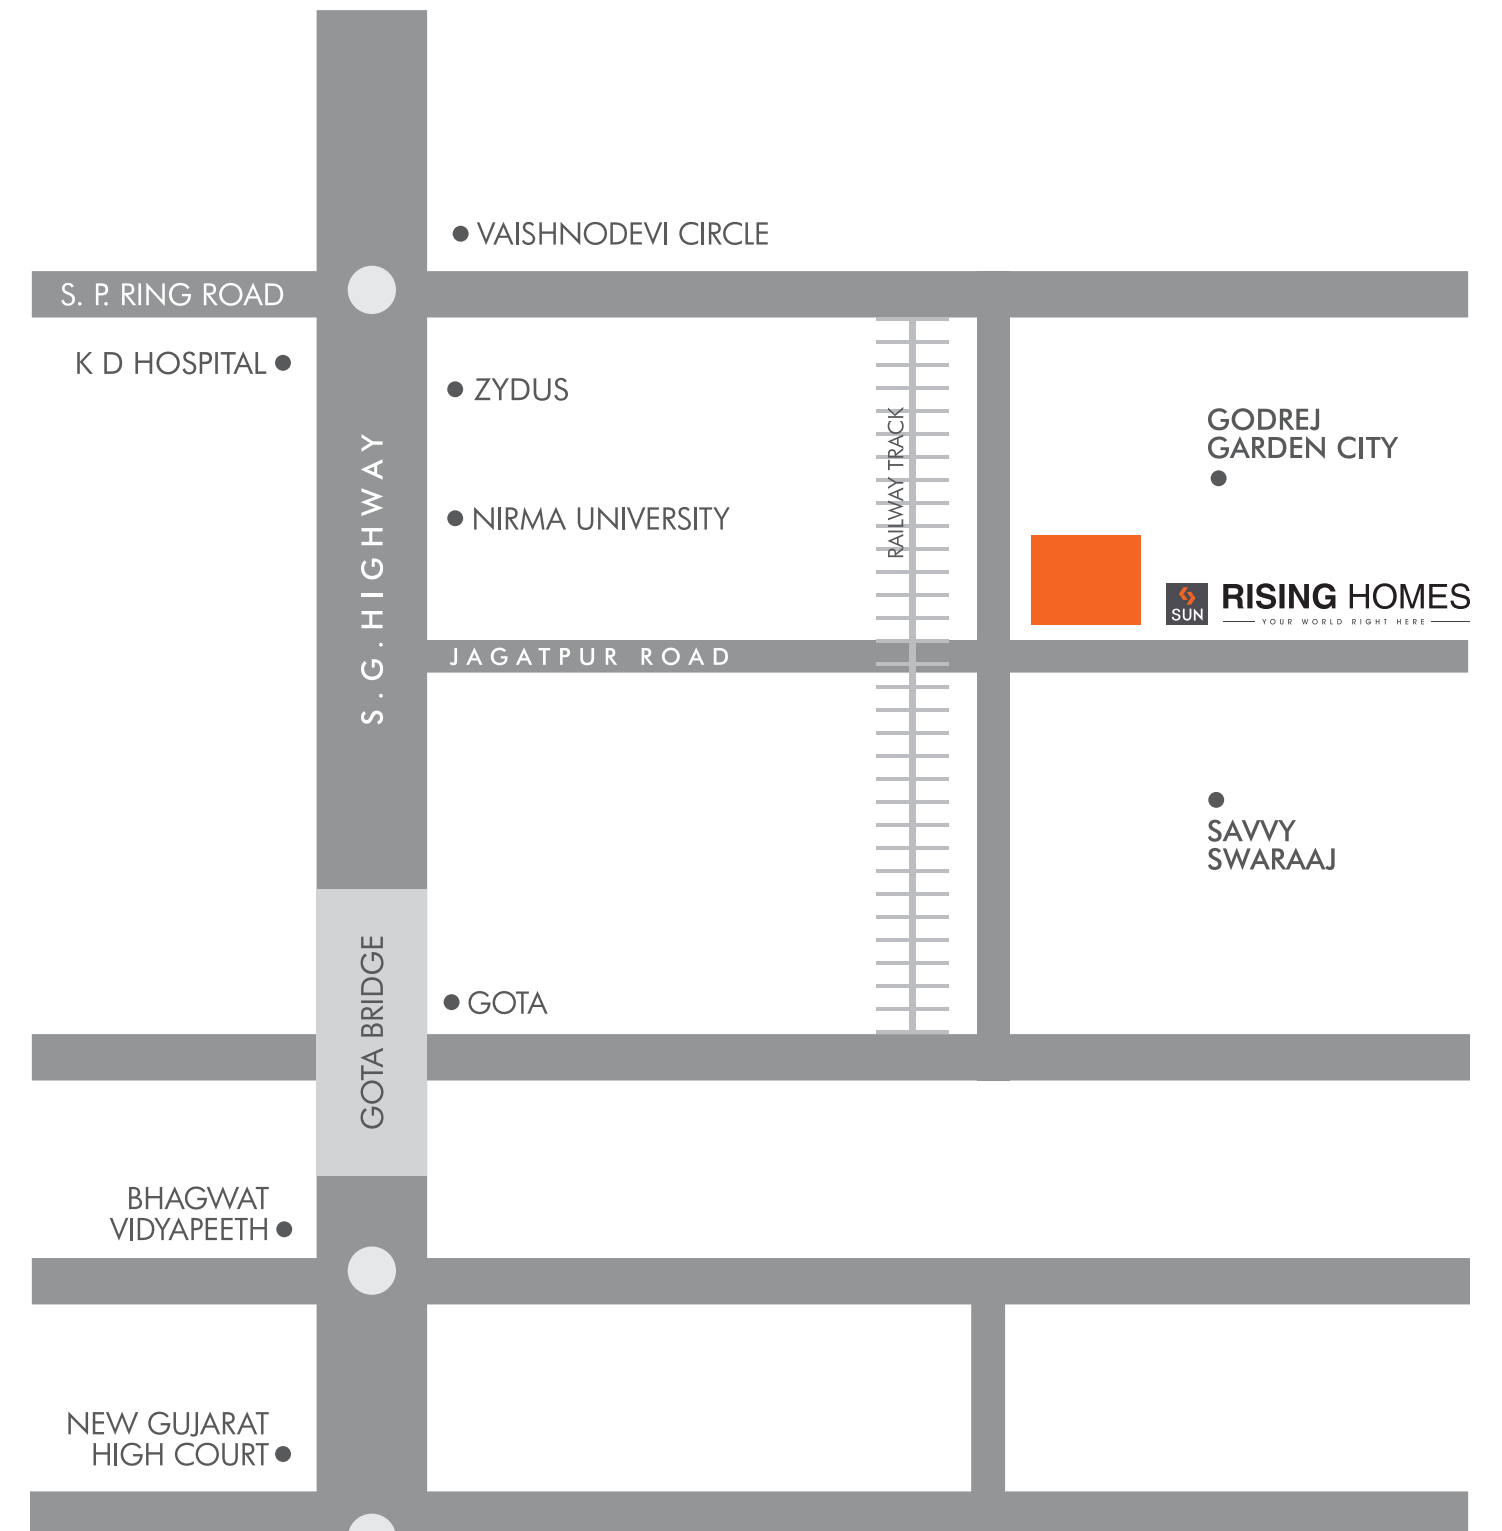 VAISHNODEVI CIRCLE
S. P. RING ROAD
K D HOSPITAL
ZYDUS
GODREJ
GARDEN CITY
S.G.HIGHWAY
RAILWAY TRACK
NIRMA UNIVERSITY
SUN
RISING HOMES
YOUR WORLD RIGHT HERE
JAGATPUR ROAD
SAVVY
SWARAAJ
GOTA BRIDGE
GOTA
BHAGWAT
VIDYAPEETH
NEW GUJARAT
HIGH COURT